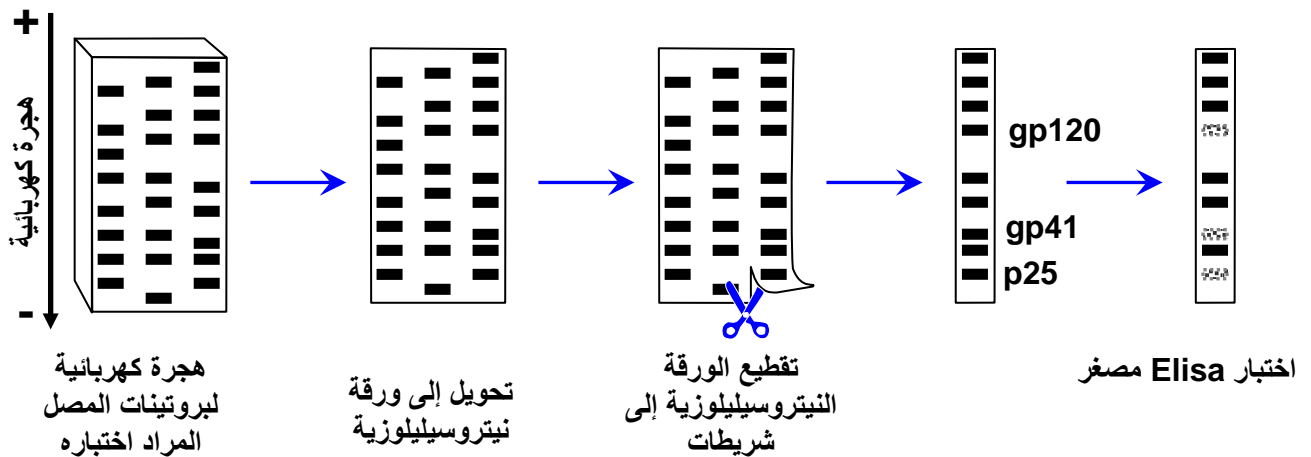 +
هجرة كهربائية
-
gp120
gp41
p25
هجرة كهربائية
لبروتينات المصل
المراد اختباره
تحويل إلى ورقة
نيتروسيليلوزية
تقطيع الورقة
النيتروسيليلوزية إلى
شريطات
اختبار Elisa مصغر